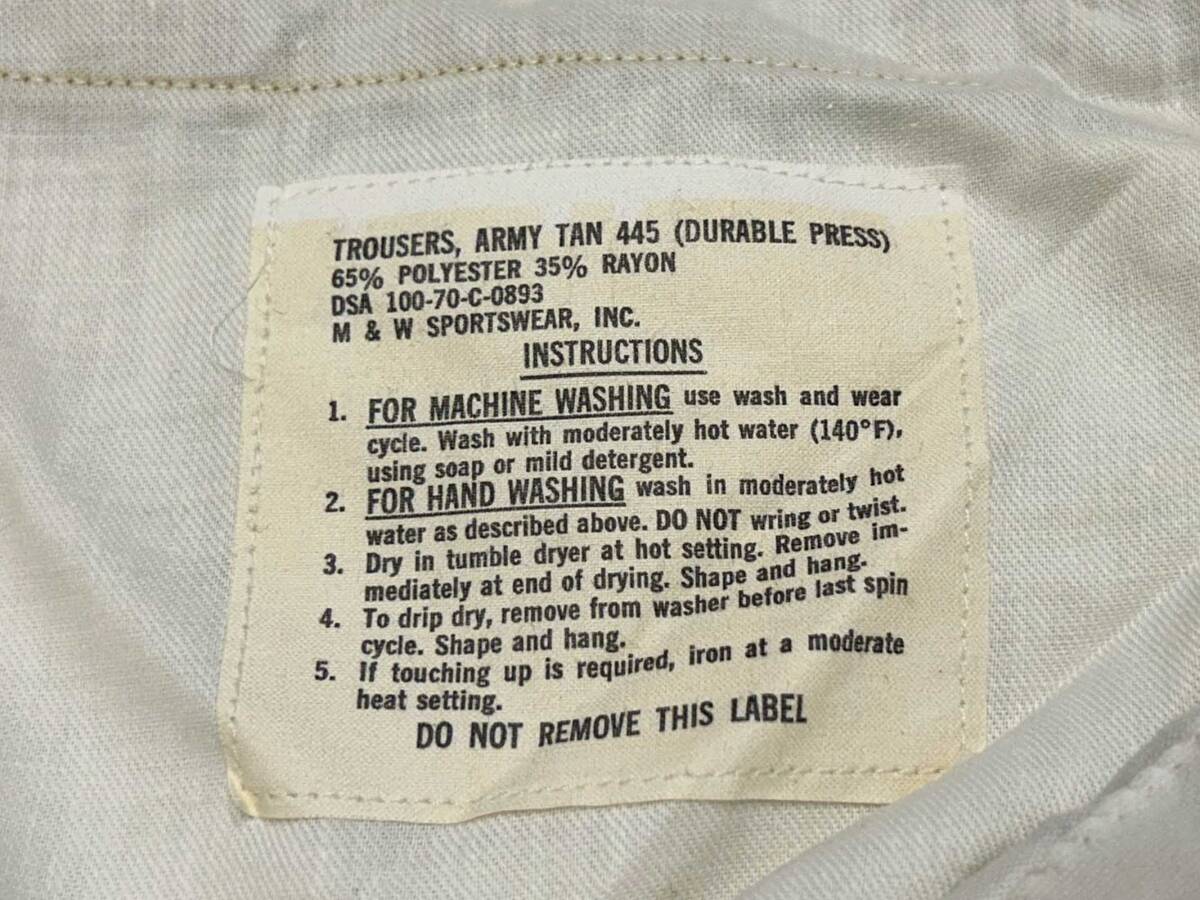 TROUSERS, ARMY TAN 445 (DURABLE PRESS)
65% POLYESTER 35% RAYON
DSA 100-70-C-0893
M & W SPORTSWEAR, INC.
INSTRUCTIONS
1. FOR MACHINE WASHING use wash and wear
cycle. Wash with moderately hot water (140°F),
using soap or mild detergent.
2. FOR HAND WASHING wash in moderately hot
water as described above. DO NOT wring or twist.
3. Dry in tumble dryer at hot setting. Remove im-
mediately at end of drying. Shape and hang.
4. To drip dry, remove from washer before last spin
cycle. Shape and hang.
5. If touching up is required, iron at a moderate
heat setting.
DO NOT REMOVE THIS LABEL